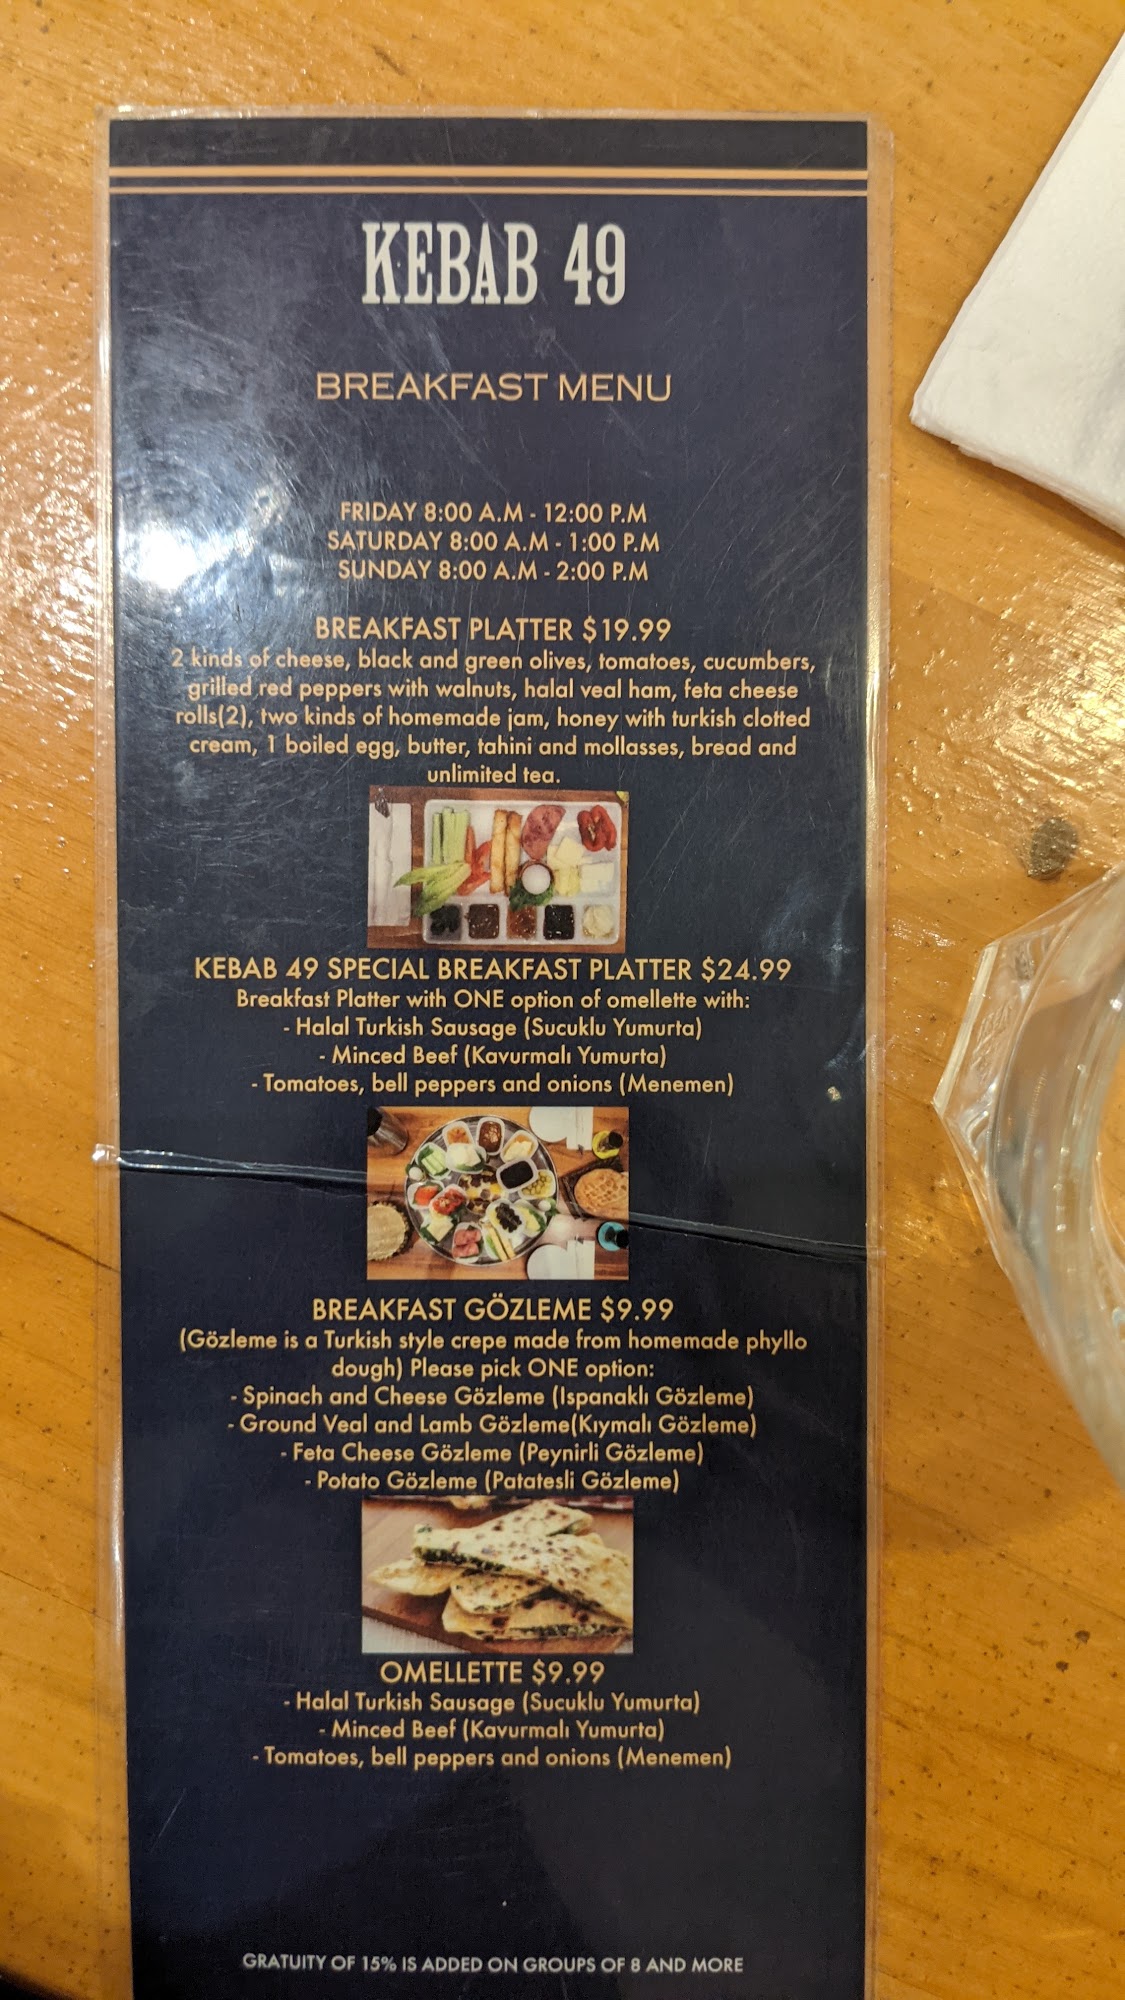 KEBAB 49
BREAKFAST MENU
FRIDAY 8:00 A.M - 12:00 P.M
SATURDAY 8:00 A.M - 1:00 P.M
SUNDAY 8:00 A.M - 2:00 P.M
BREAKFAST PLATTER $19.99
2 kinds of cheese, black and green olives, tomatoes, cucumbers,
grilled red peppers with walnuts, halal veal ham, feta cheese
rolls(2), two kinds of homemade jam, honey with turkish clotted
cream, 1 boiled egg, butter, tahini and mollasses, bread and
unlimited tea.
KEBAB 49 SPECIAL BREAKFAST PLATTER $24.99
Breakfast Platter with ONE option of omellette with:
- Halal Turkish Sausage (Sucuklu Yumurta)
- Minced Beef (Kavurmalı Yumurta)
- Tomatoes, bell peppers and onions (Menemen)
BREAKFAST GÖZLEME $9.99
(Gözleme is a Turkish style crepe made from homemade phyllo
dough) Please pick ONE option:
- Spinach and Cheese Gözleme (Ispanaklı Gözleme)
- Ground Veal and Lamb Gözleme(Kıymalı Gözleme)
- Feta Cheese Gözleme (Peynirli Gözleme)
- Potato Gözleme (Patatesli Gözleme)
OMELLETTE $9.99
- Halal Turkish Sausage (Sucuklu Yumurta)
- Minced Beef (Kavurmalı Yumurta)
- Tomatoes, bell peppers and onions (Menemen)
GRATUITY OF 15% IS ADDED ON GROUPS OF 8 AND MORE